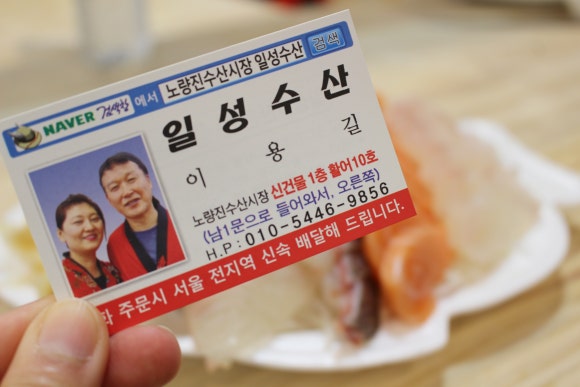 NAVER 검색창 에서 노량진수산시장 일성수산 검색
일성수산
이용길
노량진수산시장 신건물 1층 활어10호
(남1문으로 들어와서, 오른쪽)
H.P: 010-5446-9856
주문시 서울 전지역 신속 배달해 드립니다.